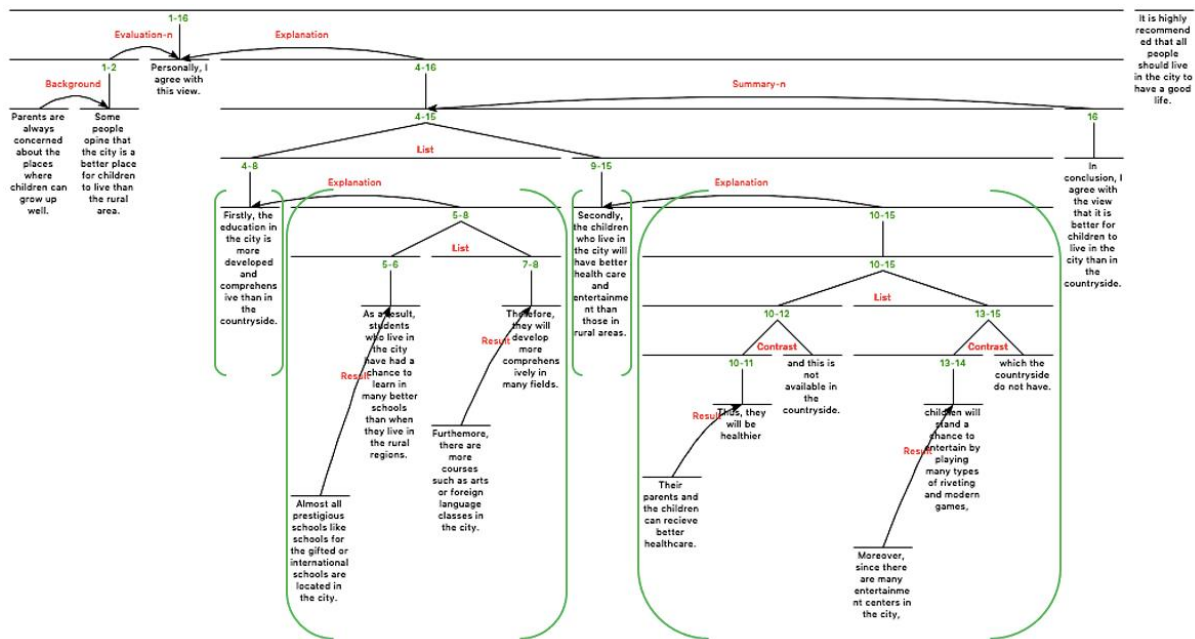 1-16
Evaluation-n
Explanation
It is highly
recommend
ed that all
people
should live
in the city to
have a good
life.
1-2
Personally, I
agree with
this view.
4-16
Background
Summary-n
Parents are
always
concerned
about the
places
where
children can
grow up
well.
Some
people
opine that
the city is a
better place
for children
to live than
the rural
area.
4-15
16
List
4-8
9-15
In
conclusion, I
agree with
the view
that it is
better for
children to
live in the
city than in
the
countryside.
Explanation
Explanation
Firstly, the
education in
the city is
more
developed
and
comprehens
ive than in
the
countryside.
5-8
List
5-6
7-8
As a result,
students
who live in
the city
have had a
chance to
learn in
many better
schools
than when
they live in
the rural
regions.
Result
Almost all
prestigious
schools like
schools for
the gifted or
international
schools are
located in
the city.
Therefore,
they will
develop
more
comprehens
ively in
many fields.
Result
Furthemore,
there are
more
courses
such as arts
or foreign
language
classes in
the city.
Secondly,
the children
who live in
the city will
have better
health care
and
entertainme
nt than
those in
rural areas.
10-15
10-15
List
10-12
13-15
Contrast
Contrast
10-11
and this is
not
available in
the
countryside.
13-14
which the
countryside
do not have.
Thus, they
will be
healthier
Result
Their
parents and
the children
can recieve
better
healthcare.
children will
stand a
chance to
entertain by
playing
many types
of riveting
and modern
games,
Result
Moreover,
since there
are many
entertainme
nt centers in
the city,